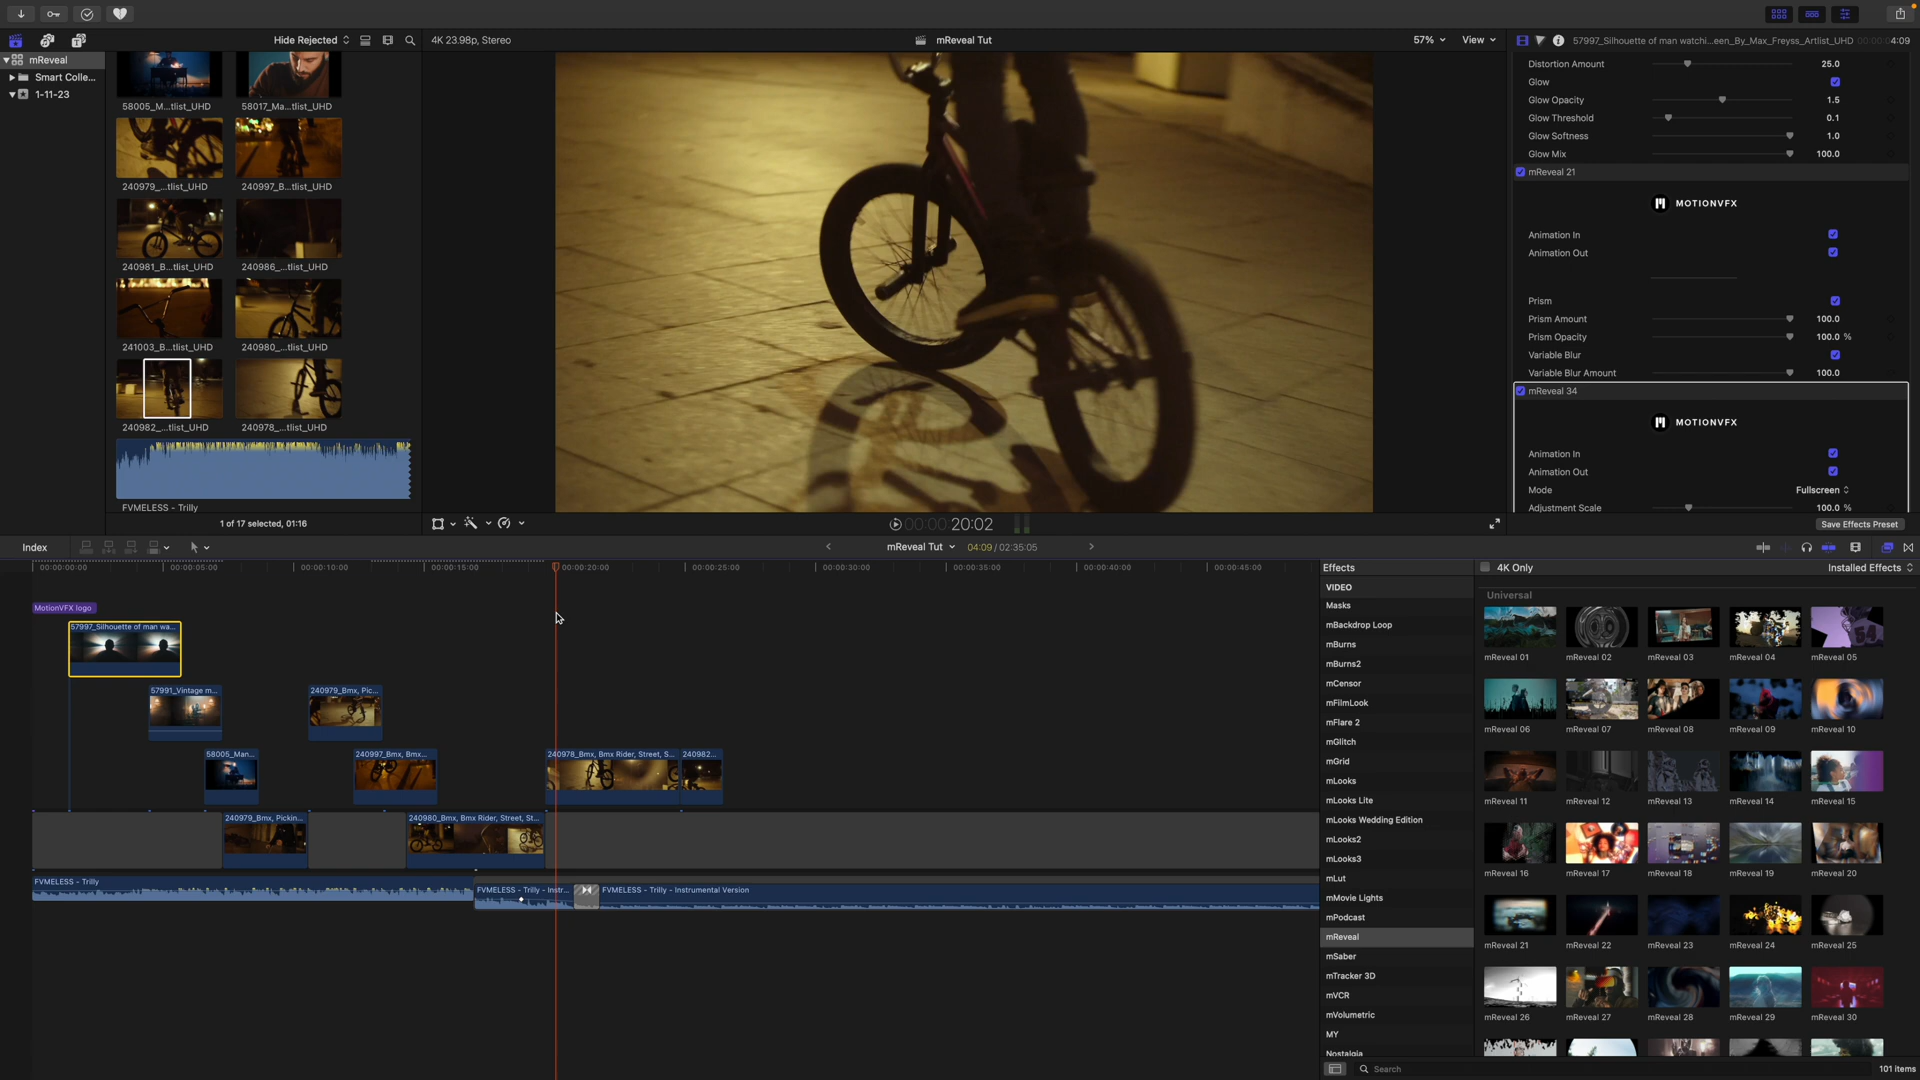 Hide Rejected
4K 23.98p, Stereo
mReveal Tut
57%
View
57997_Silhouette of man watchi...een_By_Max_Freyss_Artlist_UHD
00:00:04:09
mReveal
Smart Colle...
1-11-23
58005_M...tlist_UHD
58017_Ma...tlist_UHD
240979_...tlist_UHD
240997_B...tlist_UHD
240981_B...tlist_UHD
240986_...tlist_UHD
241003_B...tlist_UHD
240980_...tlist_UHD
240982_...tlist_UHD
240978_...tlist_UHD
FVMELESS - Trilly
1 of 17 selected, 01:16
00:00:20:02
Distortion Amount
25.0
Glow
Glow Opacity
1.5
Glow Threshold
0.1
Glow Softness
1.0
Glow Mix
100.0
mReveal 21
MOTIONVFX
Animation In
Animation Out
Prism
Prism Amount
100.0
Prism Opacity
100.0 %
Variable Blur
Variable Blur Amount
100.0
mReveal 34
MOTIONVFX
Animation In
Animation Out
Mode
Fullscreen
Adjustment Scale
100.0 %
Save Effects Preset
Index
mReveal Tut
04:09 / 02:35:05
00:00:00:00
00:00:05:00
00:00:10:00
00:00:15:00
00:00:20:00
00:00:25:00
00:00:30:00
00:00:35:00
00:00:40:00
00:00:45:00
MotionVFX logo
57997_Silhouette of man wa...
57991_Vintage m...
240979_Bmx, Pic...
58005_Man...
240997_Bmx, Bmx...
240978_Bmx, Bmx Rider, Street, S...
240982...
240979_Bmx, Pickin...
240980_Bmx, Bmx Rider, Street, St...
FVMELESS - Trilly
FVMELESS - Trilly - Instr...
FVMELESS - Trilly - Instrumental Version
Effects
4K Only
Installed Effects
VIDEO
Masks
mBackdrop Loop
mBurns
mBurns2
mCensor
mFilmLook
mFlare 2
mGlitch
mGrid
mLooks
mLooks Lite
mLooks Wedding Edition
mLooks2
mLooks3
mLut
mMovie Lights
mPodcast
mReveal
mSaber
mTracker 3D
mVCR
mVolumetric
MY
Nostalgia
Universal
mReveal 01
mReveal 02
mReveal 03
mReveal 04
mReveal 05
mReveal 06
mReveal 07
mReveal 08
mReveal 09
mReveal 10
mReveal 11
mReveal 12
mReveal 13
mReveal 14
mReveal 15
mReveal 16
mReveal 17
mReveal 18
mReveal 19
mReveal 20
mReveal 21
mReveal 22
mReveal 23
mReveal 24
mReveal 25
mReveal 26
mReveal 27
mReveal 28
mReveal 29
mReveal 30
Search
101 items